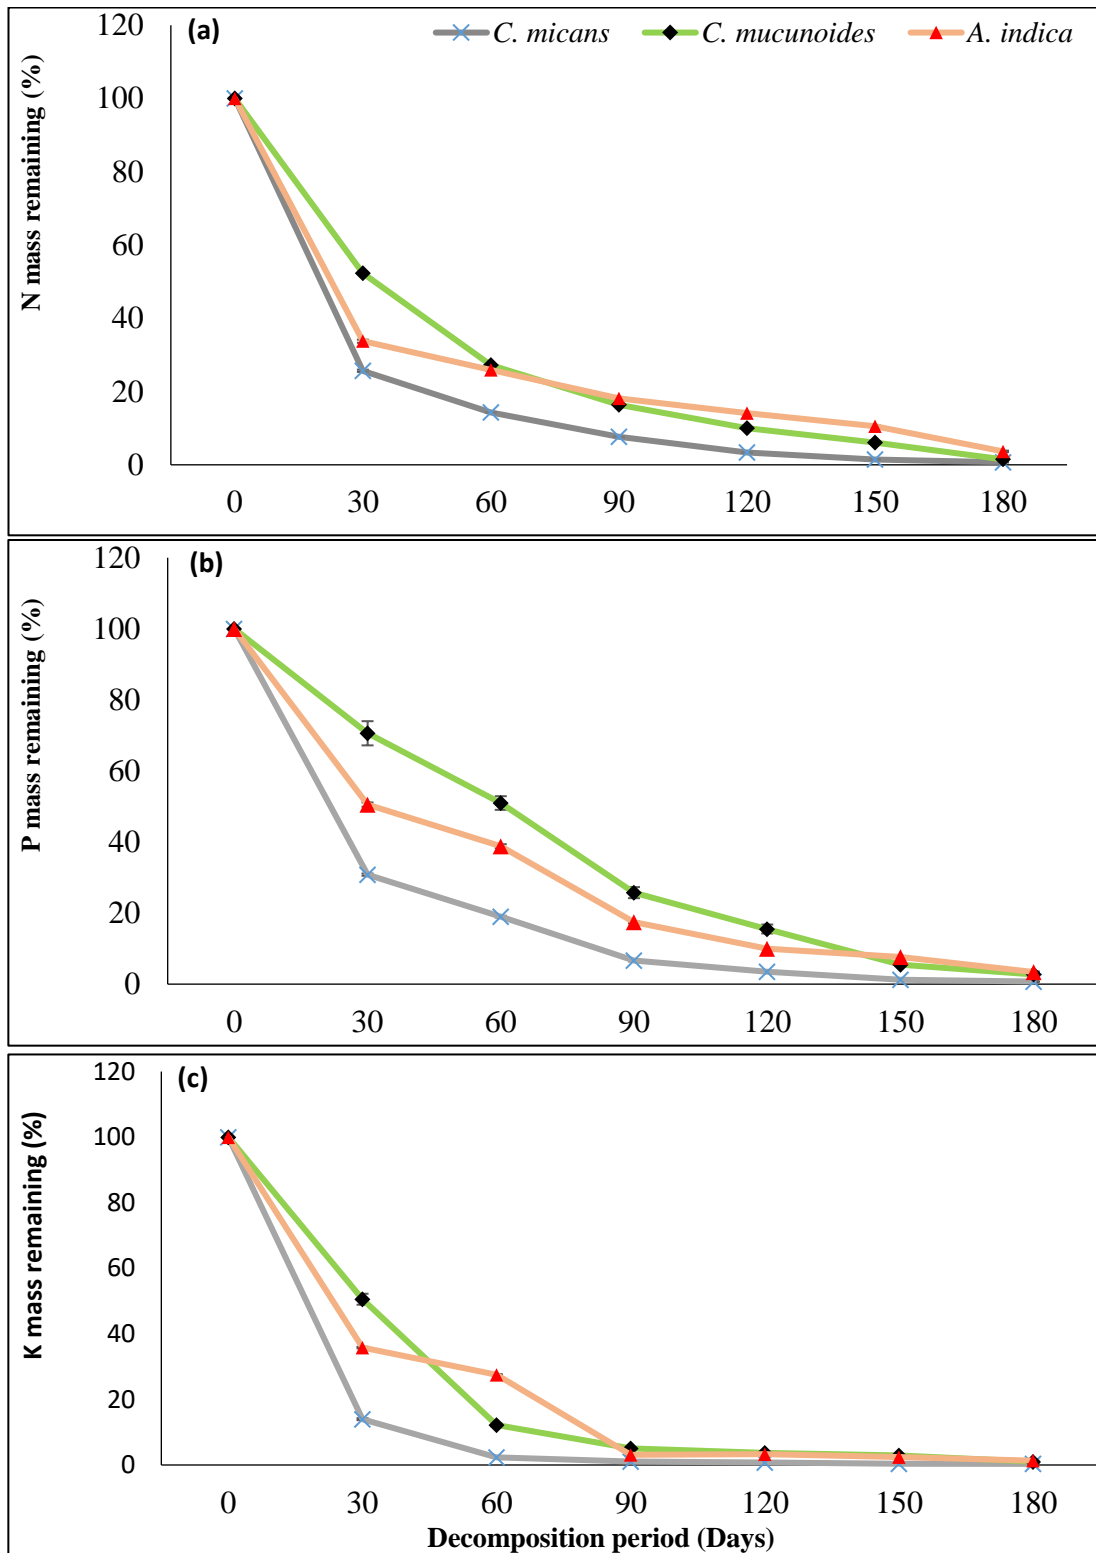 (a)
C. micans C. mucunoides A. indica
N mass remaining (%)
120
100
80
60
40
20
0
0 30 60 90 120 150 180
(b)
P mass remaining (%)
120
100
80
60
40
20
0
0 30 60 90 120 150 180
(c)
K mass remaining (%)
120
100
80
60
40
20
0
0 30 60 90 120 150 180
Decomposition period (Days)